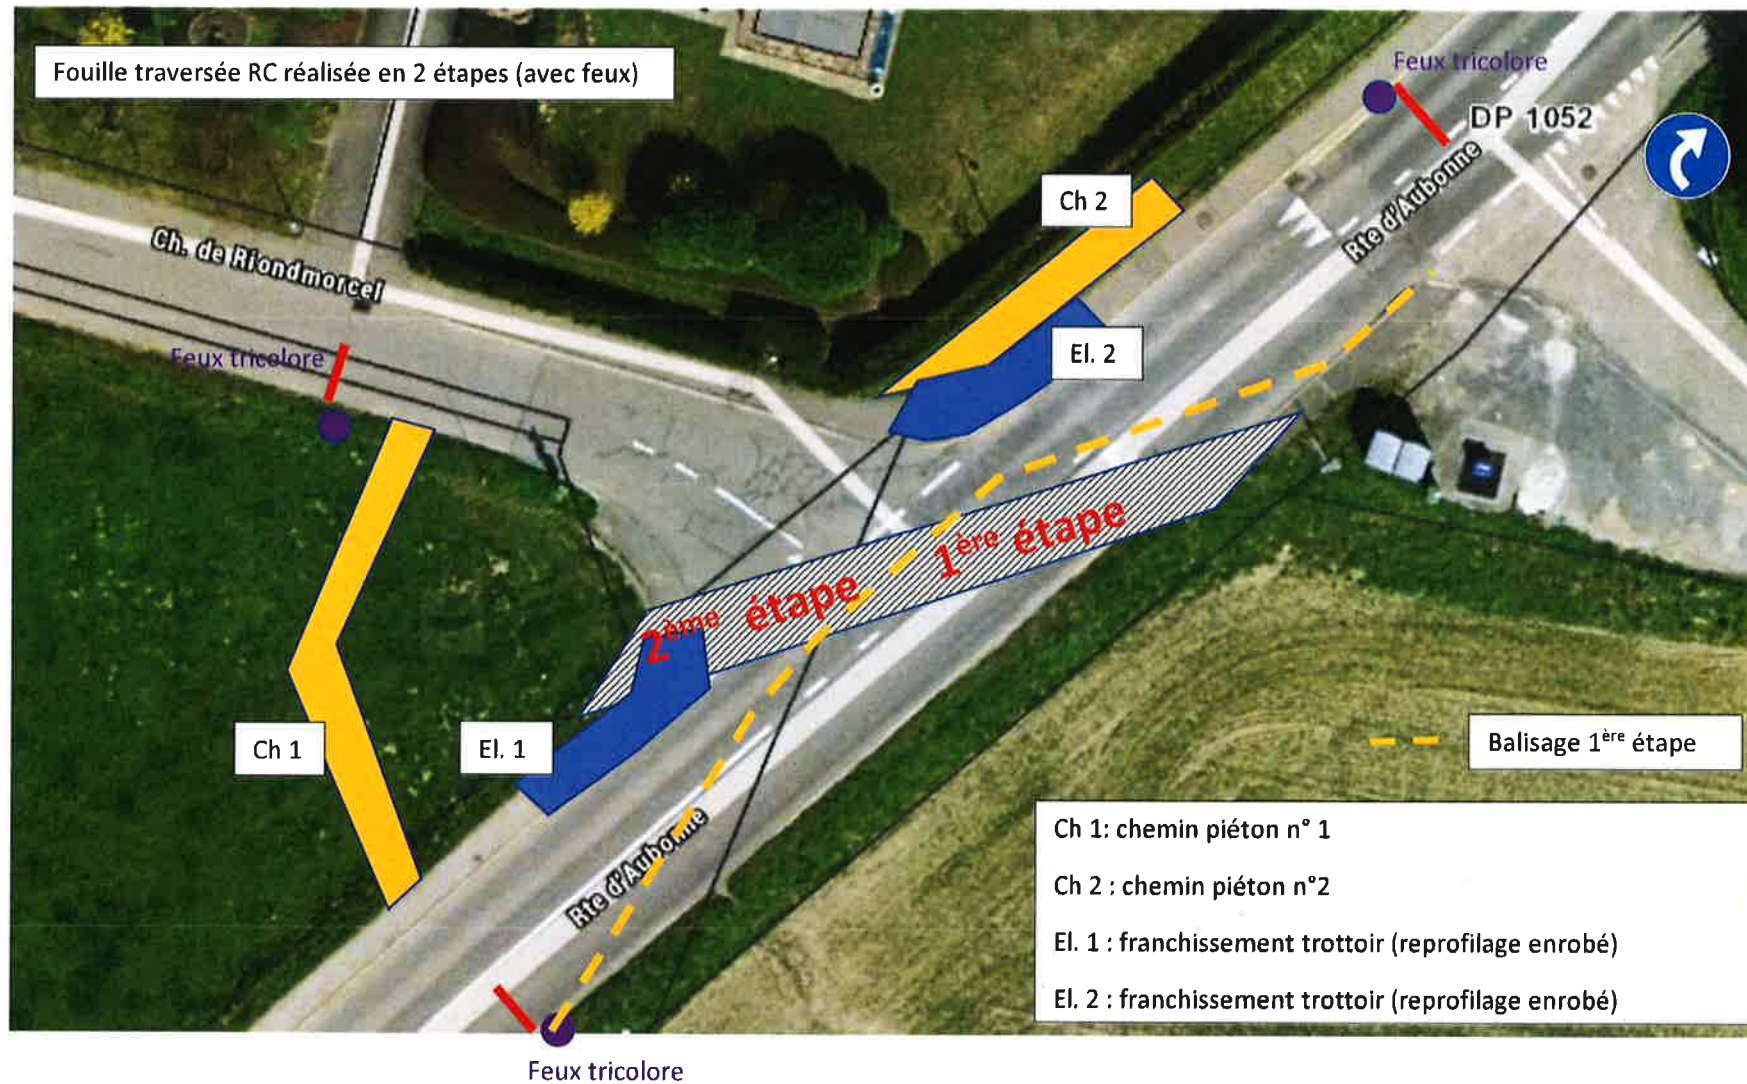 Fouille traversée RC réalisée en 2 étapes (avec feux)
Feux tricolore
DP 1052
Rte d'Aubonne
Ch 2
Ch. de Riondmorcel
El. 2
Feux tricolore
1ère étape
2ème étape
Ch 1
El. 1
Balisage 1ère étape
Rte d'Aubonne
Ch 1: chemin piéton n° 1
Ch 2 : chemin piéton n°2
El. 1 : franchissement trottoir (reprofilage enrobé)
El. 2 : franchissement trottoir (reprofilage enrobé)
Feux tricolore